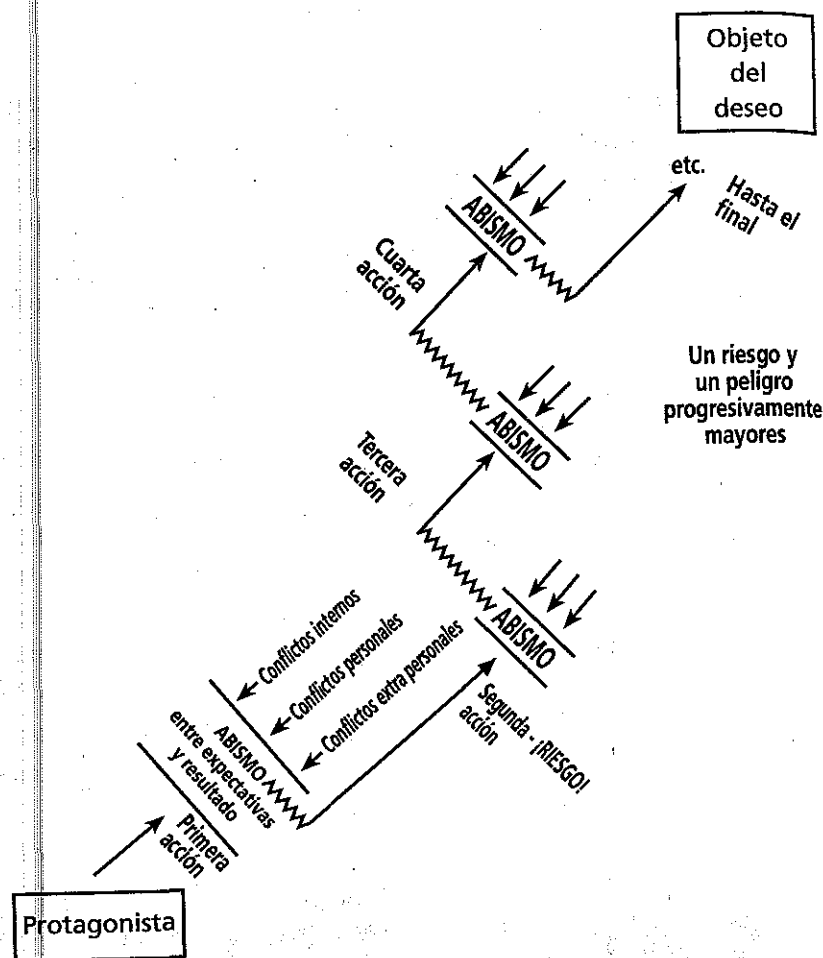 Objeto
del
deseo
etc.
Hasta el
final
ABISMO
Cuarta
acción
Un riesgo y
un peligro
progresivamente
mayores
ABISMO
Tercera
acción
ABISMO
Conflictos internos
Conflictos personales
Conflictos extra personales
Segunda - ¡RIESGO!
acción
ABISMO
entre expectativas
y resultado
Primera
acción
Protagonista